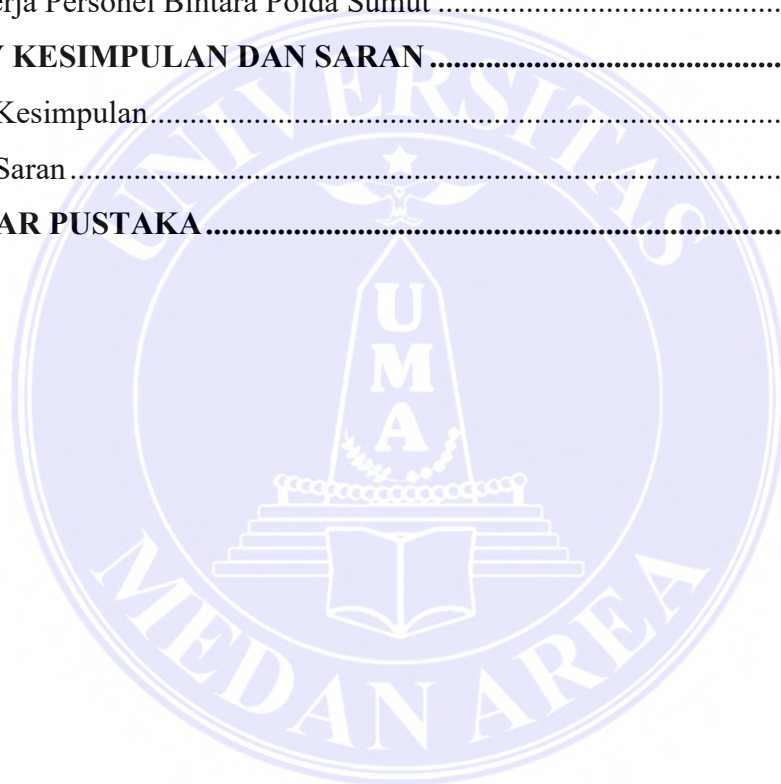 erja Personel Bintara Polda Sumut ..........................................
V KESIMPULAN DAN SARAN ..........................................
Kesimpulan..........................................
Saran ..........................................
AR PUSTAKA ..........................................
UNIVERSITAS
U
M
A
MEDAN AREA